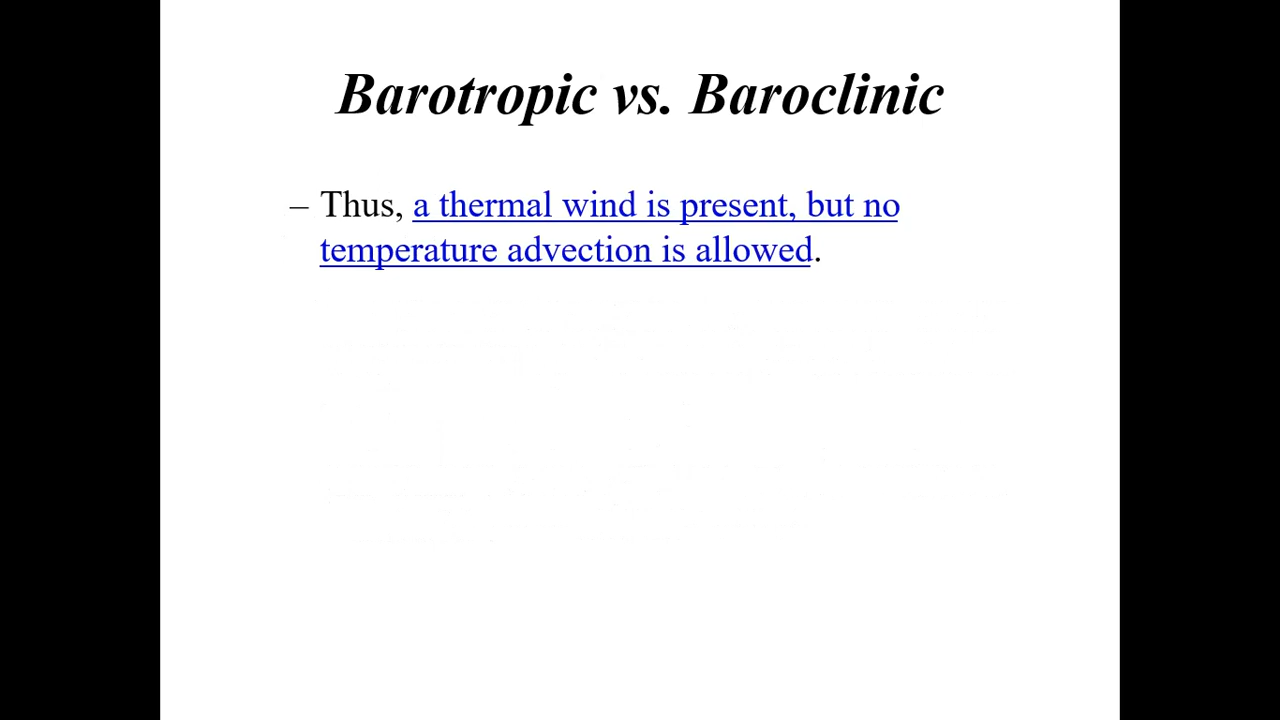 Barotropic vs. Baroclinic
– Thus, a thermal wind is present, but no
temperature advection is allowed.